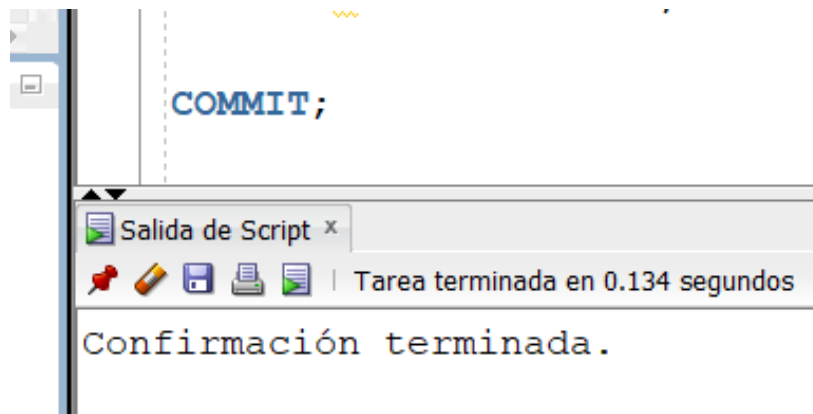 COMMIT;
Salida de Script x
Tarea terminada en 0.134 segundos
Confirmación terminada.